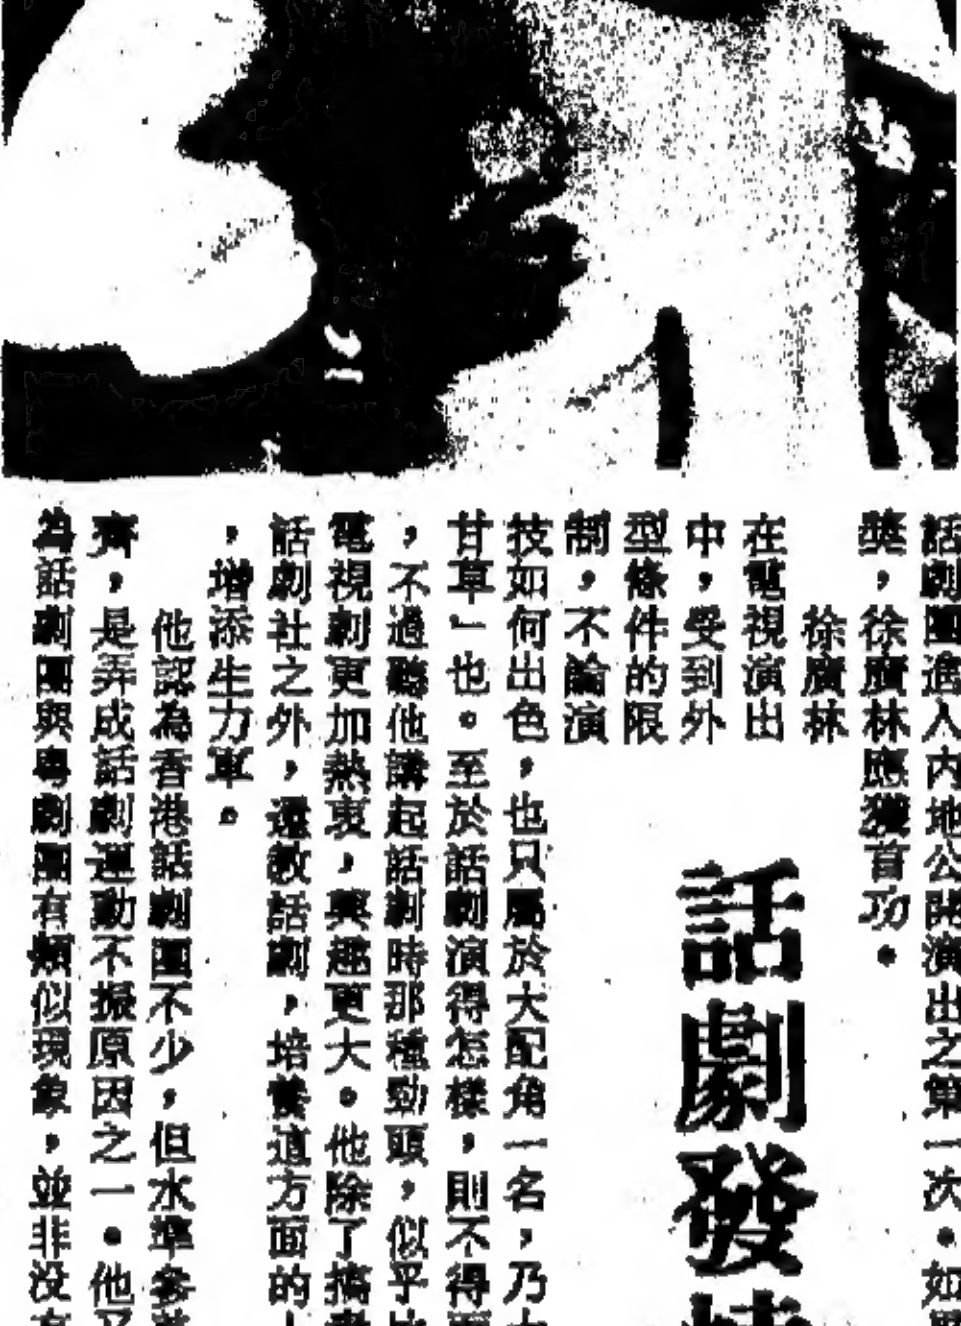 話劇團進入內地公開演出之第一次。如
獎,徐廣林應獲首功。
徐廣林
在電視演出
中,受到外
型條件的限
制,不論演
話劇發
技如何出色,也只屬於大配角一名,乃
甘草」也。至於話劇演得怎樣,則不得
,不過聽他講起話劇時那種勁頭,似乎
電視劇更加熱衷,興趣更大。他除了搞
話劇社之外,還教話劇,培養這方面的
,增添生力軍。
他認為香港話劇團不少,但水準參
齊,是弄成話劇運動不振原因之一。他
為話劇團與粵劇團有類似現象,並非没